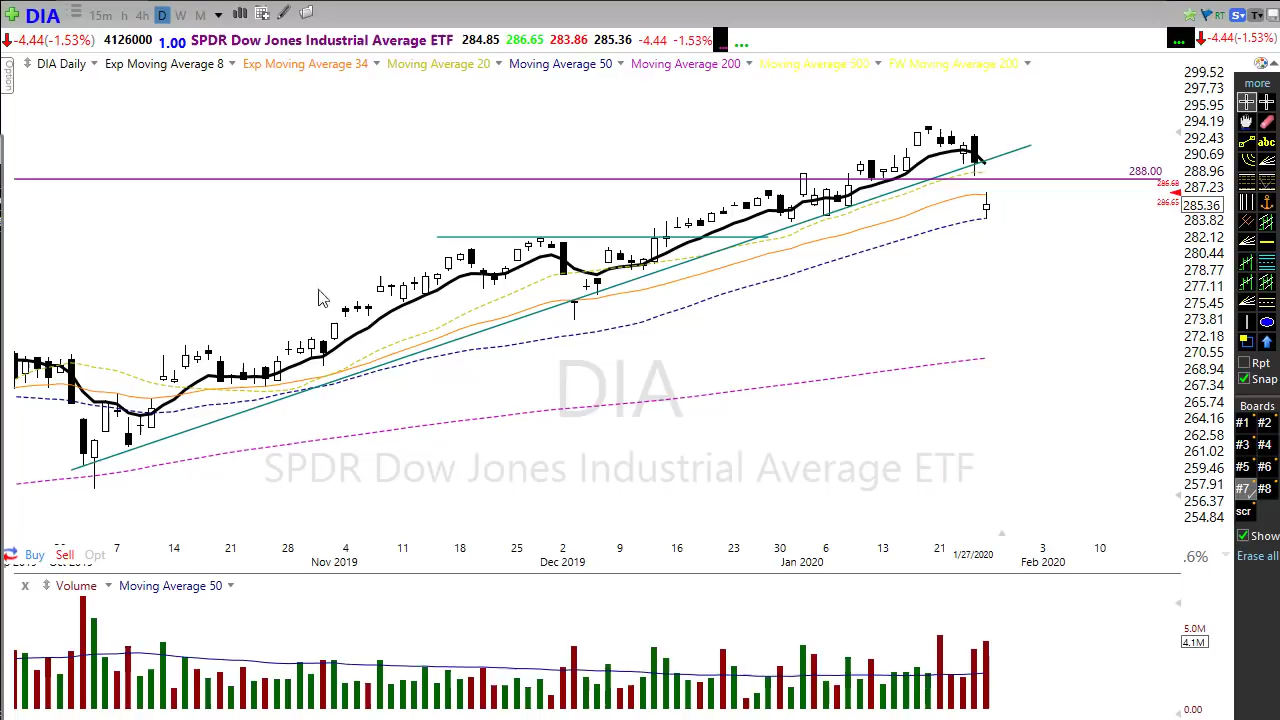 DIA 15m h 4h D W M RT S T
-4.44(-1.53%) 4126000 1.00 SPDR Dow Jones Industrial Average ETF 284.85 286.65 283.86 285.36 -4.44 -1.53% ... ... -4.44(-1.53%)
Option
DIA Daily Exp Moving Average 8 Exp Moving Average 34 Moving Average 20 Moving Average 50 Moving Average 200 Moving Average 500 FW Moving Average 200
299.52
297.73
295.95
294.19
292.43
290.69
288.96
287.23
285.36
283.82
282.12
280.44
278.77
277.11
275.45
273.81
272.18
270.55
268.94
267.34
265.74
264.16
262.58
261.02
259.46
257.91
256.37
254.84
288.00
286.68
286.65
DIA
SPDR Dow Jones Industrial Average ETF
more
abc
Rpt
Snap
Boards
#1 #2
#3 #4
#5 #6
#7 #8
scr
Show
Erase all
7 14 21 28 4 11 18 25 2 9 16 23 30 6 13 21 1/27/2020 3 10
Buy Sell Opt
Nov 2019 Dec 2019 Jan 2020 Feb 2020
.6%
x Volume Moving Average 50
5.0M
4.1M
0.00